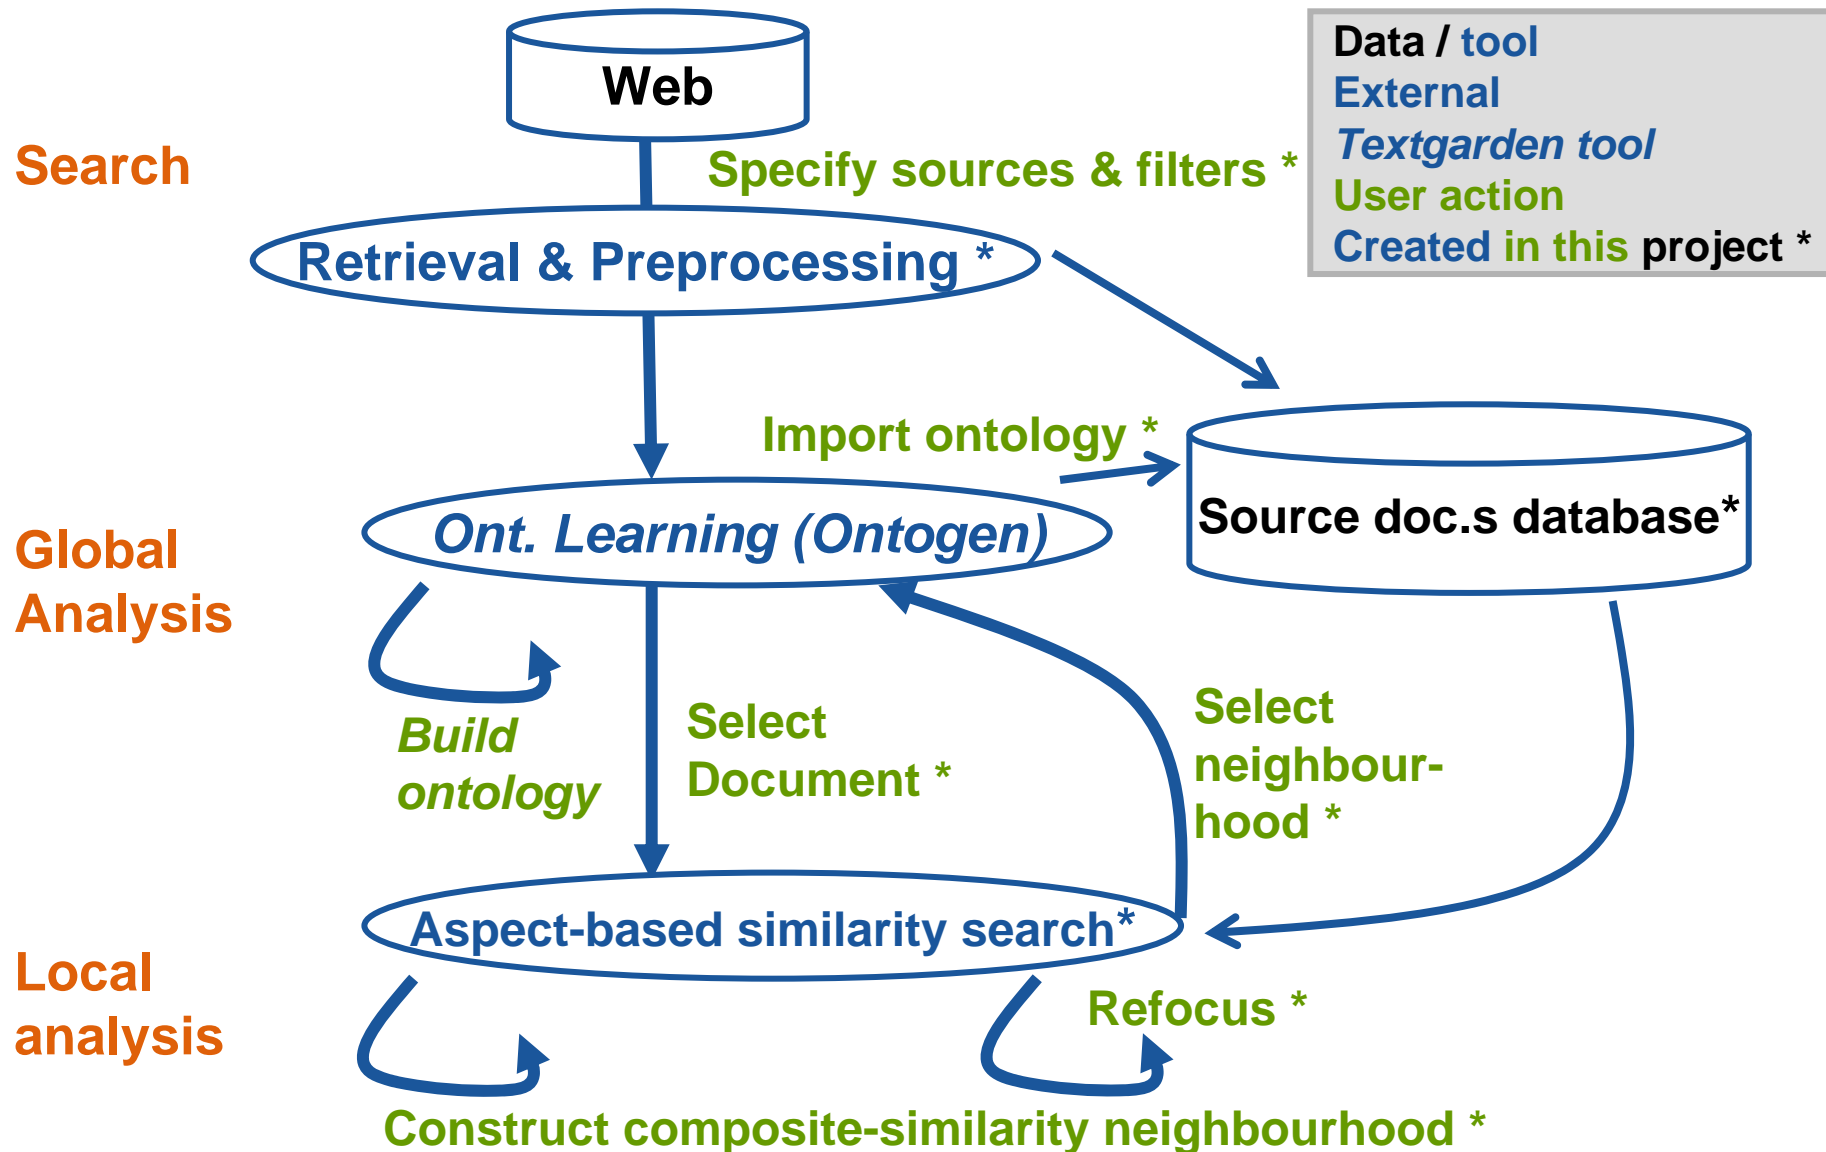 Web
Data / tool
External
Textgarden tool
User action
Created in this project *
Search
Specify sources & filters *
Retrieval & Preprocessing *
Import ontology *
Source doc.s database*
Global
Analysis
Ont. Learning (Ontogen)
Build
ontology
Select
Document *
Select
neighbour-
hood *
Local
analysis
Aspect-based similarity search*
Refocus *
Construct composite-similarity neighbourhood *